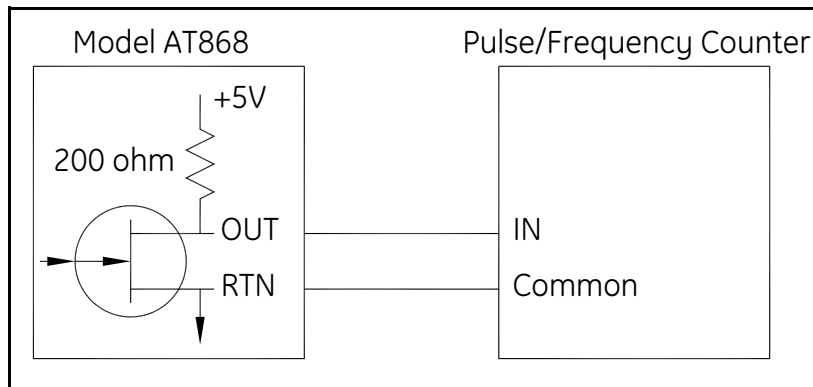 Model AT868
Pulse/Frequency Counter
+5V
200 ohm
OUT
IN
RTN
Common